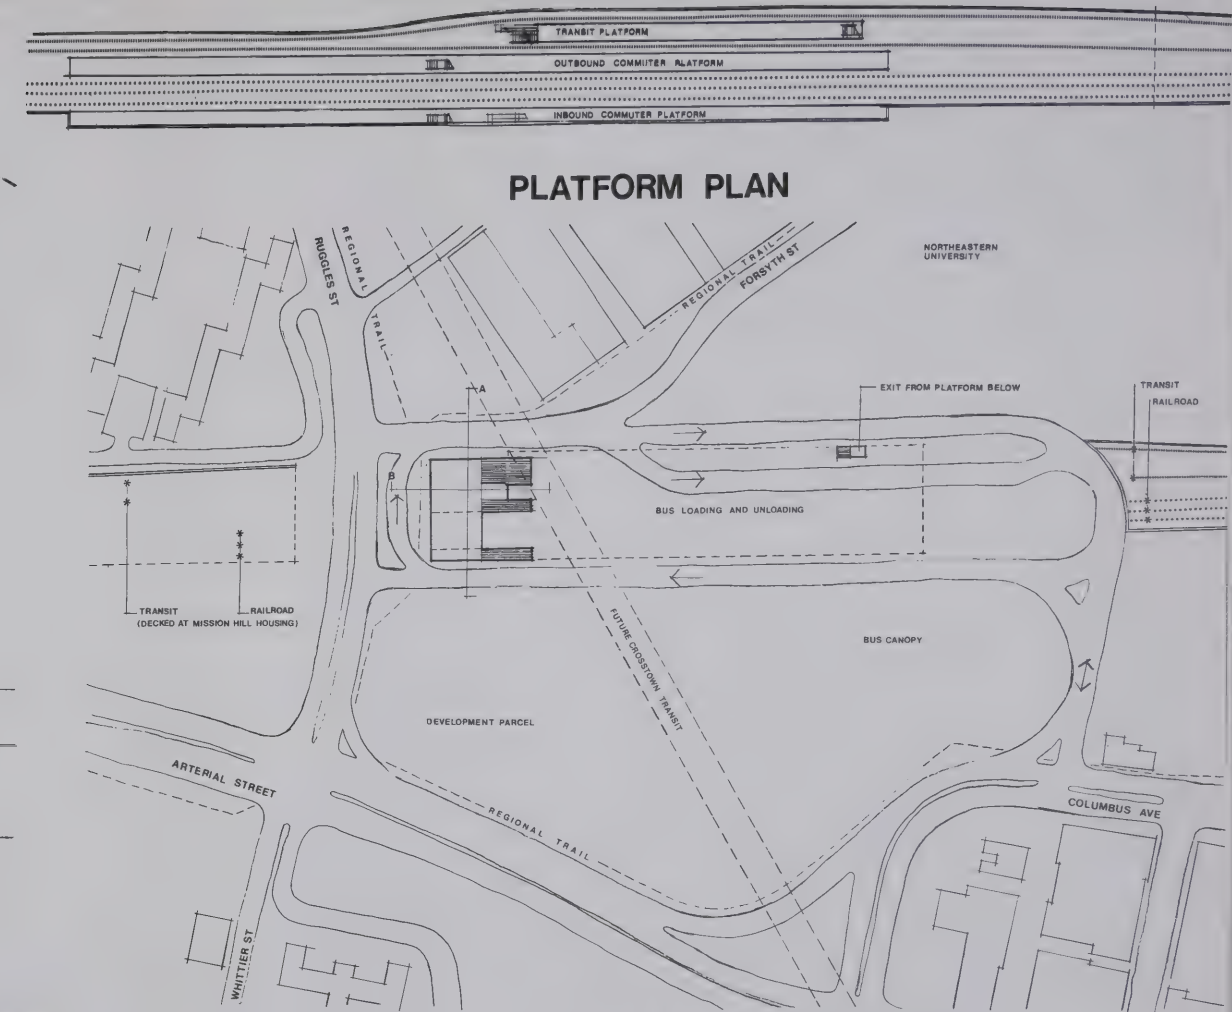 TRANSIT PLATFORM
OUTBOUND COMMUTER PLATFORM
INBOUND COMMUTER PLATFORM
PLATFORM PLAN
RUGGLES ST
REGIONAL
TRAIL
REGIONAL TRAIL
FORSYTH ST
NORTHEASTERN
UNIVERSITY
A
EXIT FROM PLATFORM BELOW
TRANSIT
RAILROAD
B
BUS LOADING AND UNLOADING
TRANSIT
(DECKED AT MISSION HILL HOUSING)
RAILROAD
FUTURE CROSSTOWN TRANSIT
BUS CANOPY
DEVELOPMENT PARCEL
ARTERIAL STREET
REGIONAL TRAIL
COLUMBUS AVE
WHITTIER ST